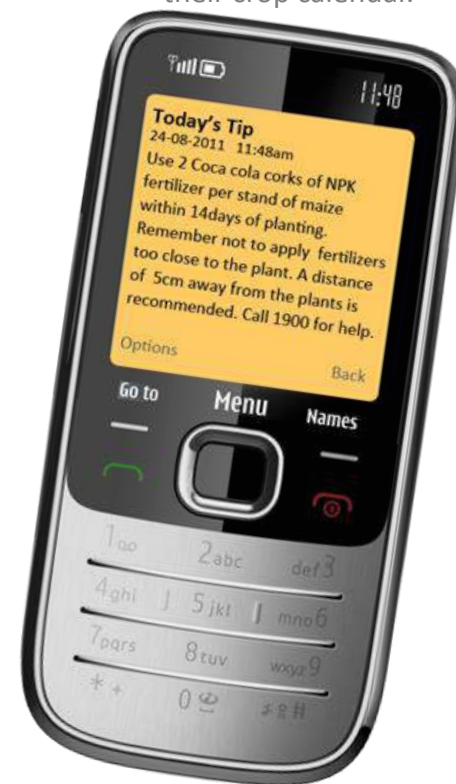 their crop calendar.
11:48
Today's Tip
24-08-2011 11:48am
Use 2 Coca cola corks of NPK
fertilizer per stand of maize
within 14days of planting.
Remember not to apply fertilizers
too close to the plant. A distance
of 5cm away from the plants is
recommended. Call 1900 for help.
Options Back
Go to Menu Names
1 2abc def3
4ghi 5jkl mno6
7pqrs 8tuv wxyz9
* + 0 #